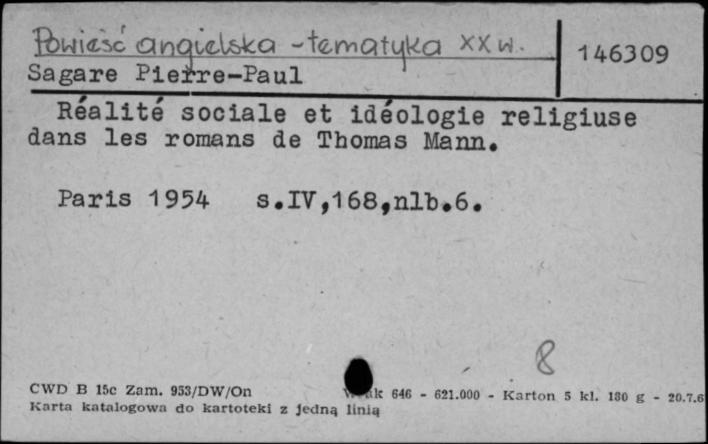 Powieść angielska - tematyka XX w.
146309
Sagare Pierre-Paul
Réalité sociale et idéologie religiuse
dans les romans de Thomas Mann.
Paris 1954 s.IV,168,nlb.6.
8
CWD B 15c Zam. 953/DW/On 646 - 621.000 - Karton 5 kl. 180 g - 20.7.6
Karta katalogowa do kartoteki z jedną linią